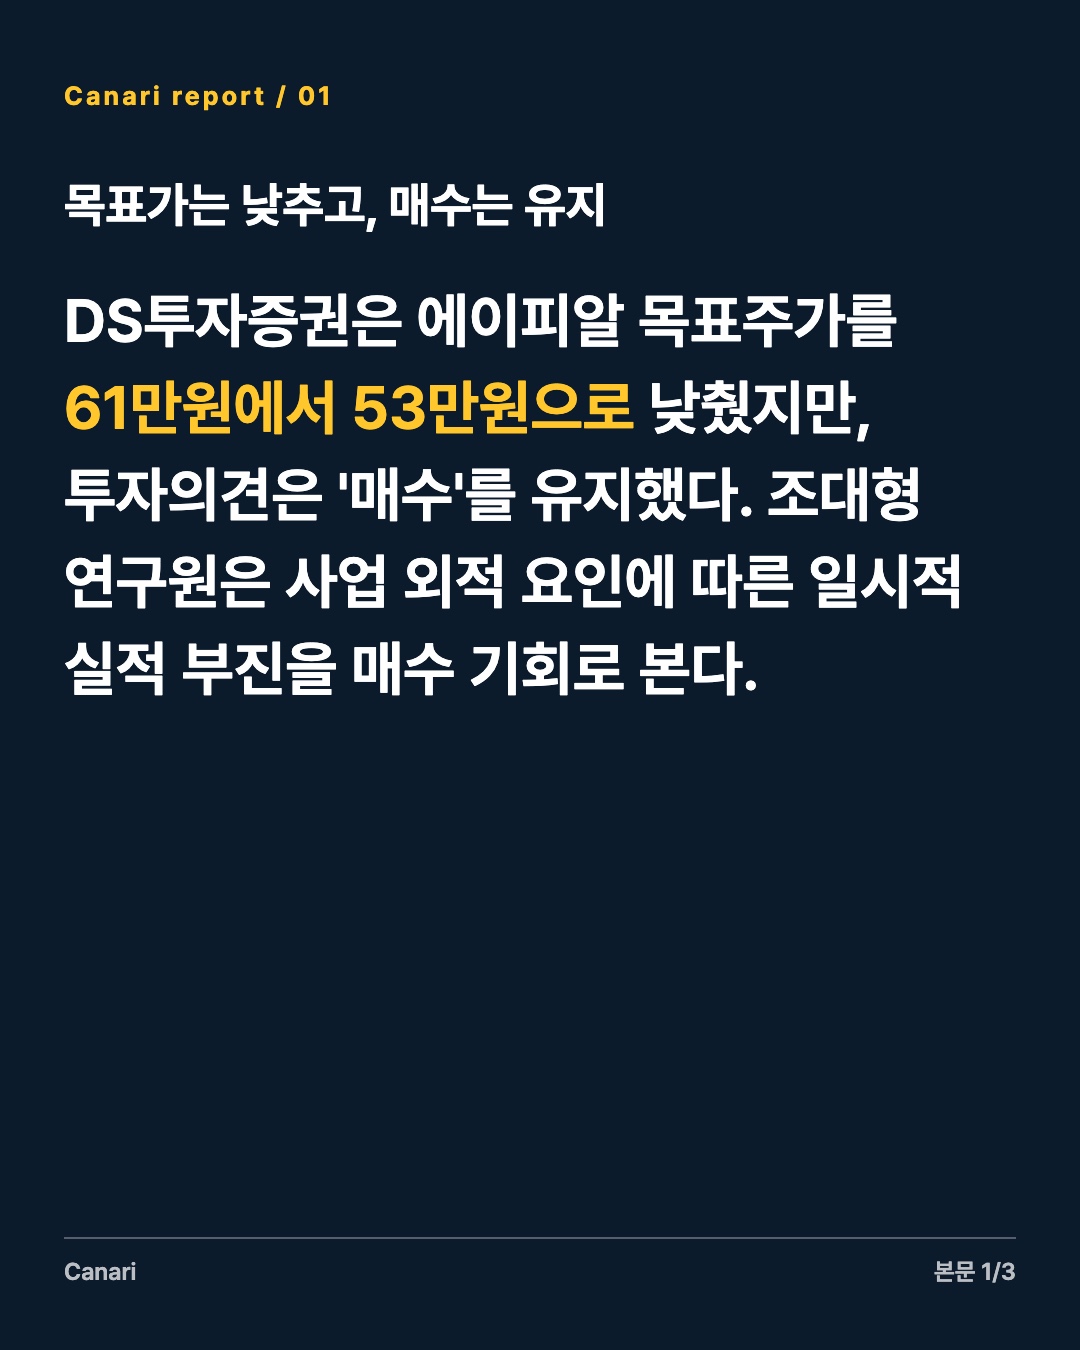 Canari report / 01
목표가는 낮추고, 매수는 유지
DS투자증권은 에이피알 목표주가를
61만원에서 53만원으로 낮췄지만,
투자의견은 '매수'를 유지했다. 조대형
연구원은 사업 외적 요인에 따른 일시적
실적 부진을 매수 기회로 본다.
Canari
본문 1/3